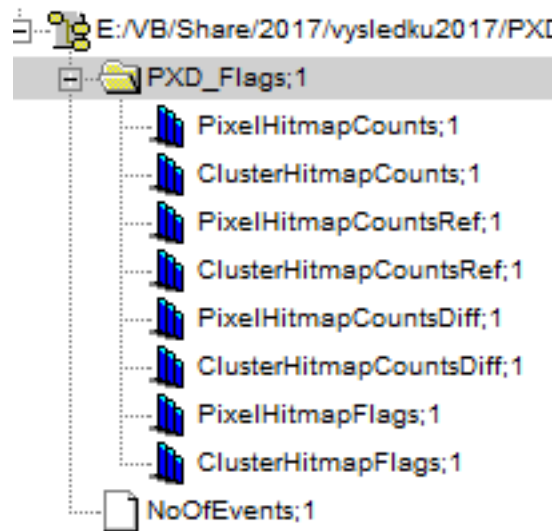 E:/VB/Share/2017/vysledku2017/PXD
PXD_Flags;1
PixelHitmapCounts;1
ClusterHitmapCounts;1
PixelHitmapCountsRef;1
ClusterHitmapCountsRef;1
PixelHitmapCountsDiff;1
ClusterHitmapCountsDiff;1
PixelHitmapFlags;1
ClusterHitmapFlags;1
NoOfEvents;1